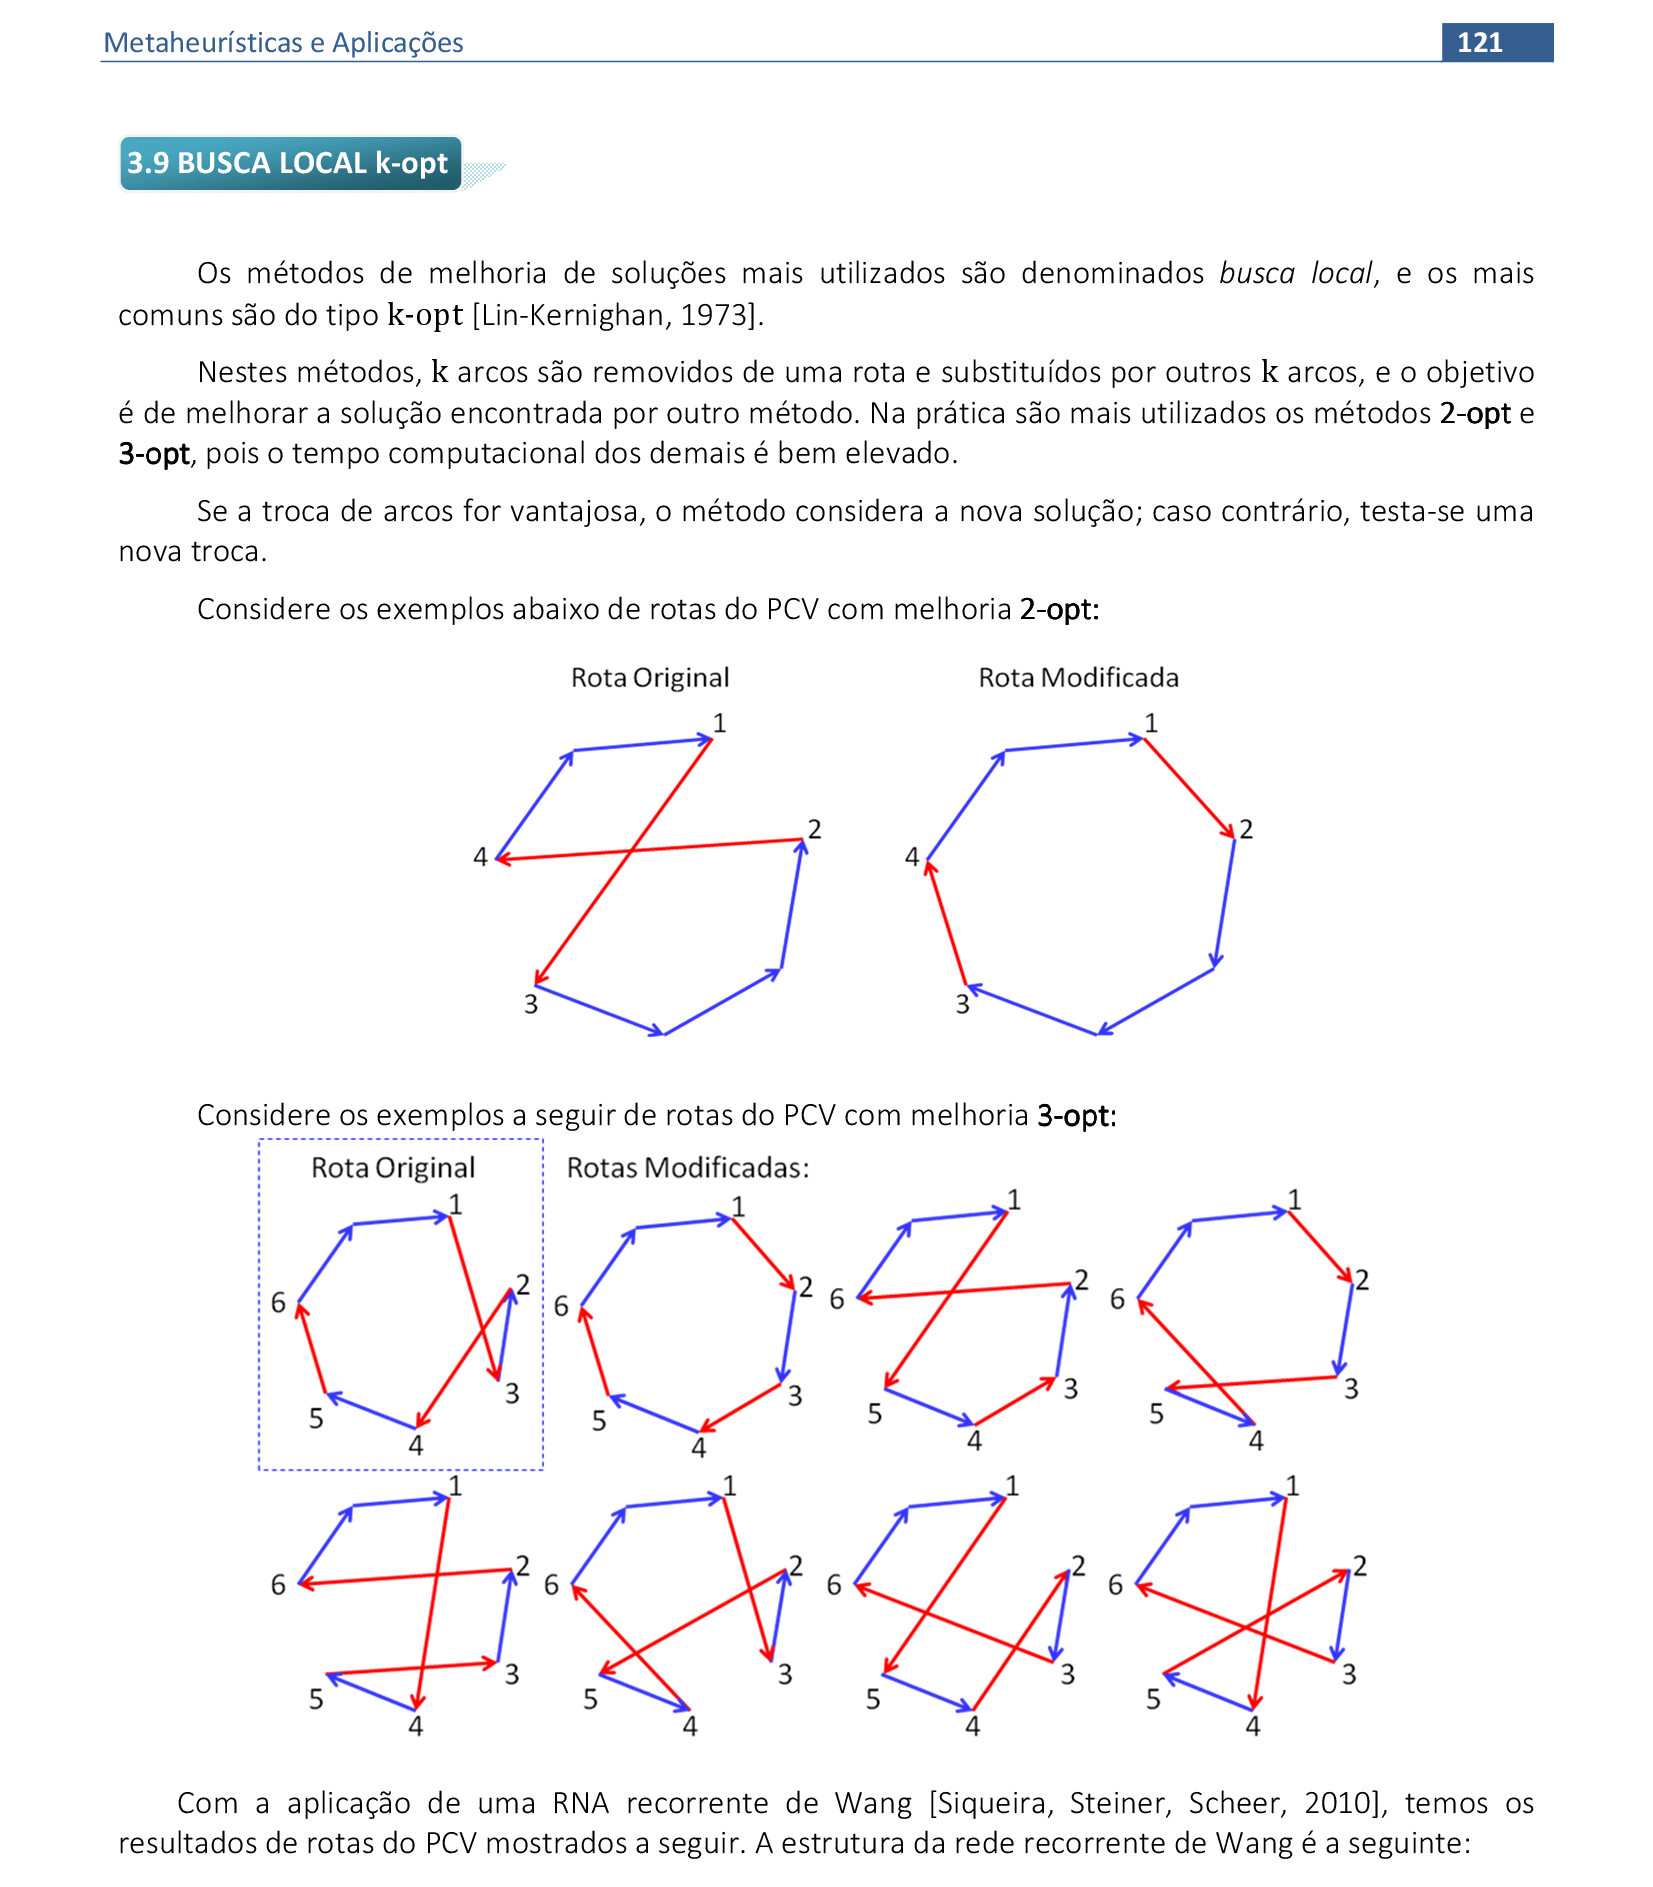 Metaheurísticas e Aplicações 121
3.9 BUSCA LOCAL k-opt
Os métodos de melhoria de soluções mais utilizados são denominados busca local, e os mais
comuns são do tipo k-opt [Lin-Kernighan, 1973].
Nestes métodos, k arcos são removidos de uma rota e substituídos por outros k arcos, e o objetivo
é de melhorar a solução encontrada por outro método. Na prática são mais utilizados os métodos 2-opt e
3-opt, pois o tempo computacional dos demais é bem elevado.
Se a troca de arcos for vantajosa, o método considera a nova solução; caso contrário, testa-se uma
nova troca.
Considere os exemplos abaixo de rotas do PCV com melhoria 2-opt:
Rota Original Rota Modificada
1 1
2 2
4 4
3 3
Considere os exemplos a seguir de rotas do PCV com melhoria 3-opt:
Rota Original Rotas Modificadas:
1 1 1 1
2 2 2 2
6 6 6 6
3 3 3 3
5 5 5 5
4 4 4 4
1 1 1 1
2 2 2 2
6 6 6 6
3 3 3 3
5 5 5 5
4 4 4 4
Com a aplicação de uma RNA recorrente de Wang [Siqueira, Steiner, Scheer, 2010], temos os
resultados de rotas do PCV mostrados a seguir. A estrutura da rede recorrente de Wang é a seguinte: